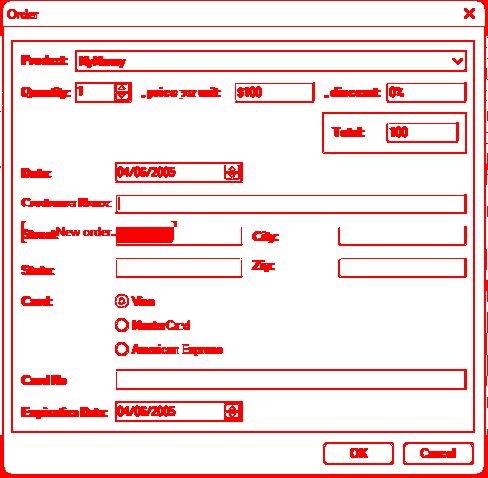 Order
Product: MyMoney
Quantity: 1 , price per unit: $100 , discount: 0%
Total: 100
Date: 04/06/2005
Customer Name:
Street: New order... City:
State: Zip:
Card: Visa
MasterCard
American Express
Card No
Expiration Date: 04/06/2005
OK Cancel